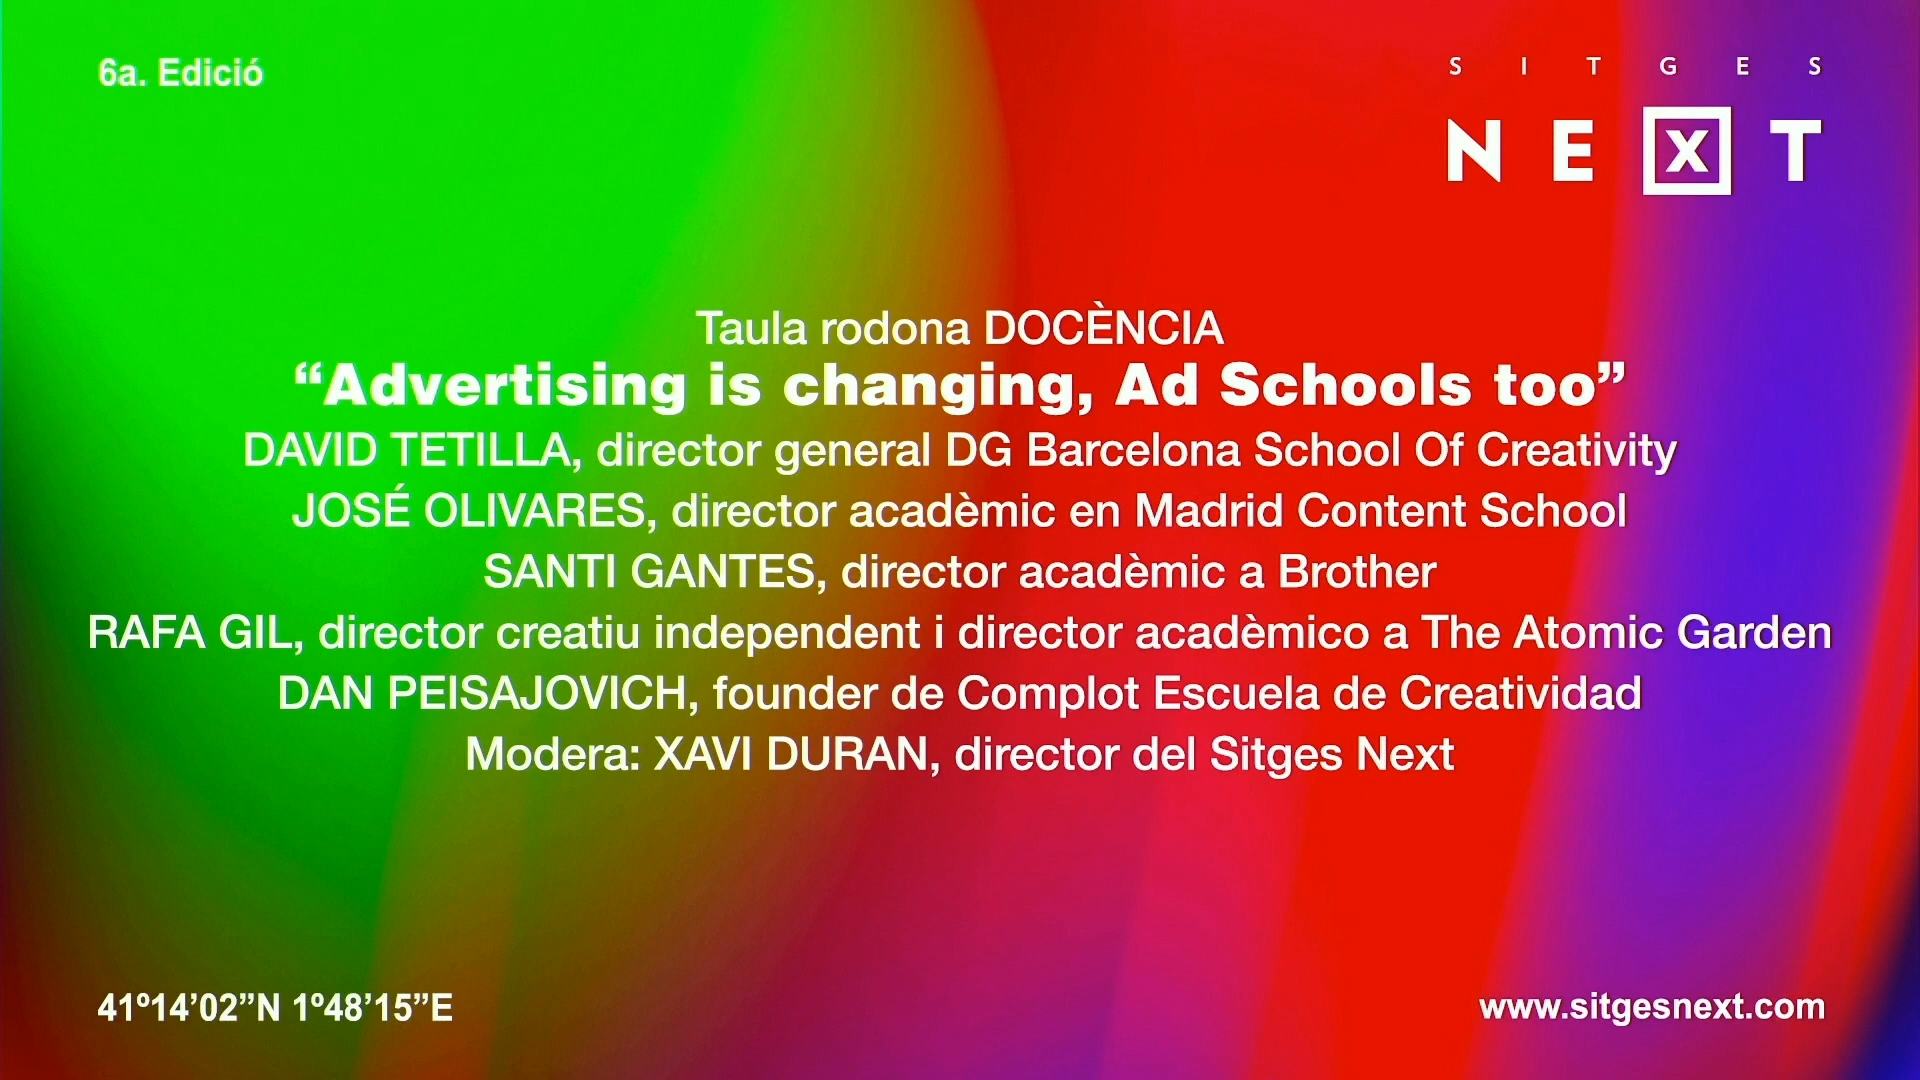 6a. Edició
SITGES
NEXT
Taula rodona DOCÈNCIA
“Advertising is changing, Ad Schools too”
DAVID TETILLA, director general DG Barcelona School Of Creativity
JOSÉ OLIVARES, director acadèmic en Madrid Content School
SANTI GANTES, director acadèmic a Brother
RAFA GIL, director creatiu independent i director acadèmico a The Atomic Garden
DAN PEISAJOVICH, founder de Complot Escuela de Creatividad
Modera: XAVI DURAN, director del Sitges Next
41º14’02”N 1º48’15”E
www.sitgesnext.com